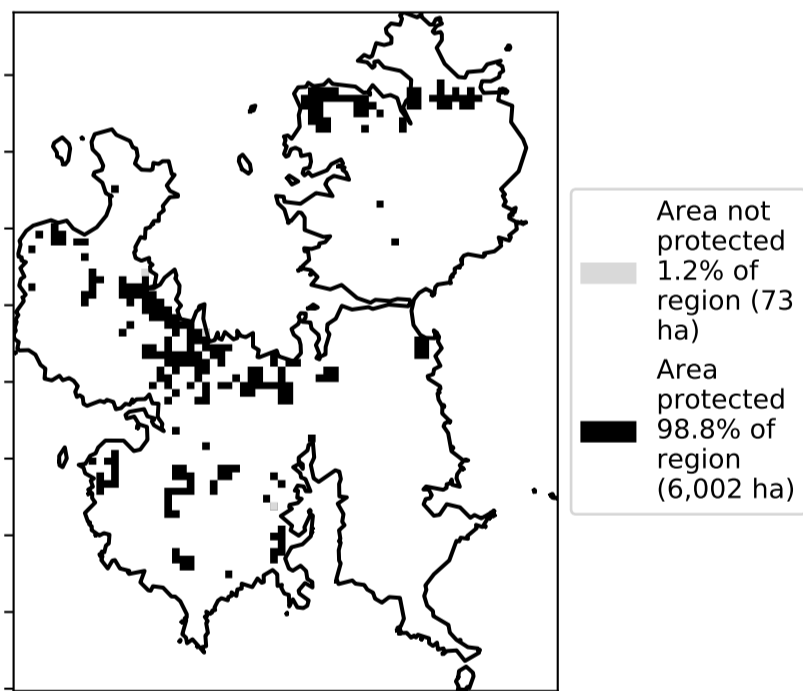 Area not
protected
1.2% of
region (73
ha)
Area
protected
98.8% of
region
(6,002 ha)